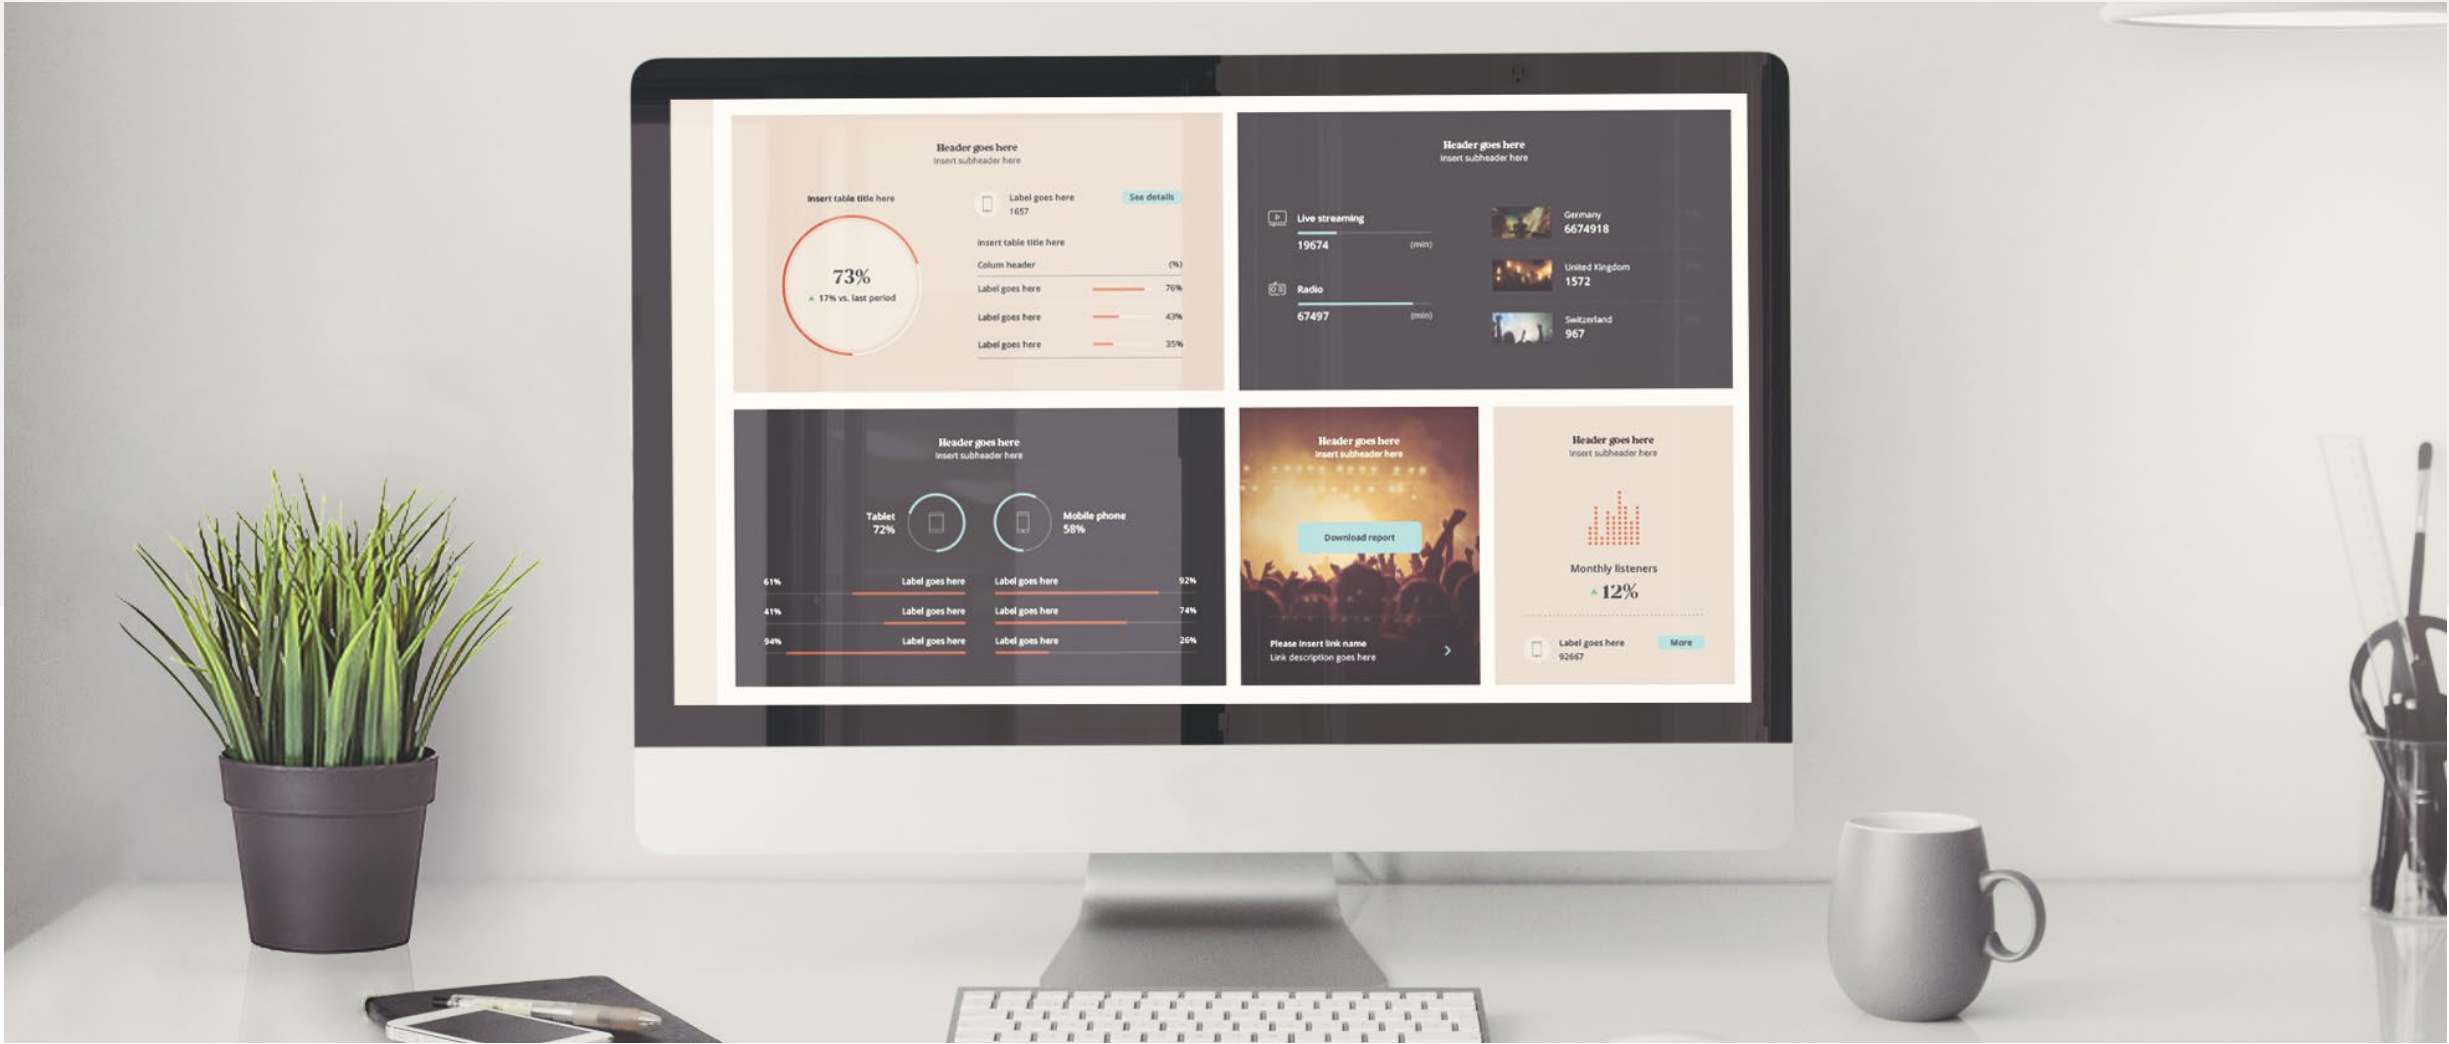 Header goes here
Insert subheader here
Insert table title here
73%
17% vs. last period
Label goes here
1657
See details
Insert table title here
Colum header (%)
Label goes here 76%
Label goes here 43%
Label goes here 35%
Header goes here
Insert subheader here
Live streaming
19674 (min)
Radio
67497 (min)
Germany
6674918
United Kingdom
1572
Switzerland
967
Header goes here
Insert subheader here
Tablet
72%
Mobile phone
58%
61% Label goes here Label goes here 92%
41% Label goes here Label goes here 74%
94% Label goes here Label goes here 26%
Header goes here
Insert subheader here
Download report
Please insert link name
Link description goes here
Header goes here
Insert subheader here
Monthly listeners
12%
Label goes here
92667
More